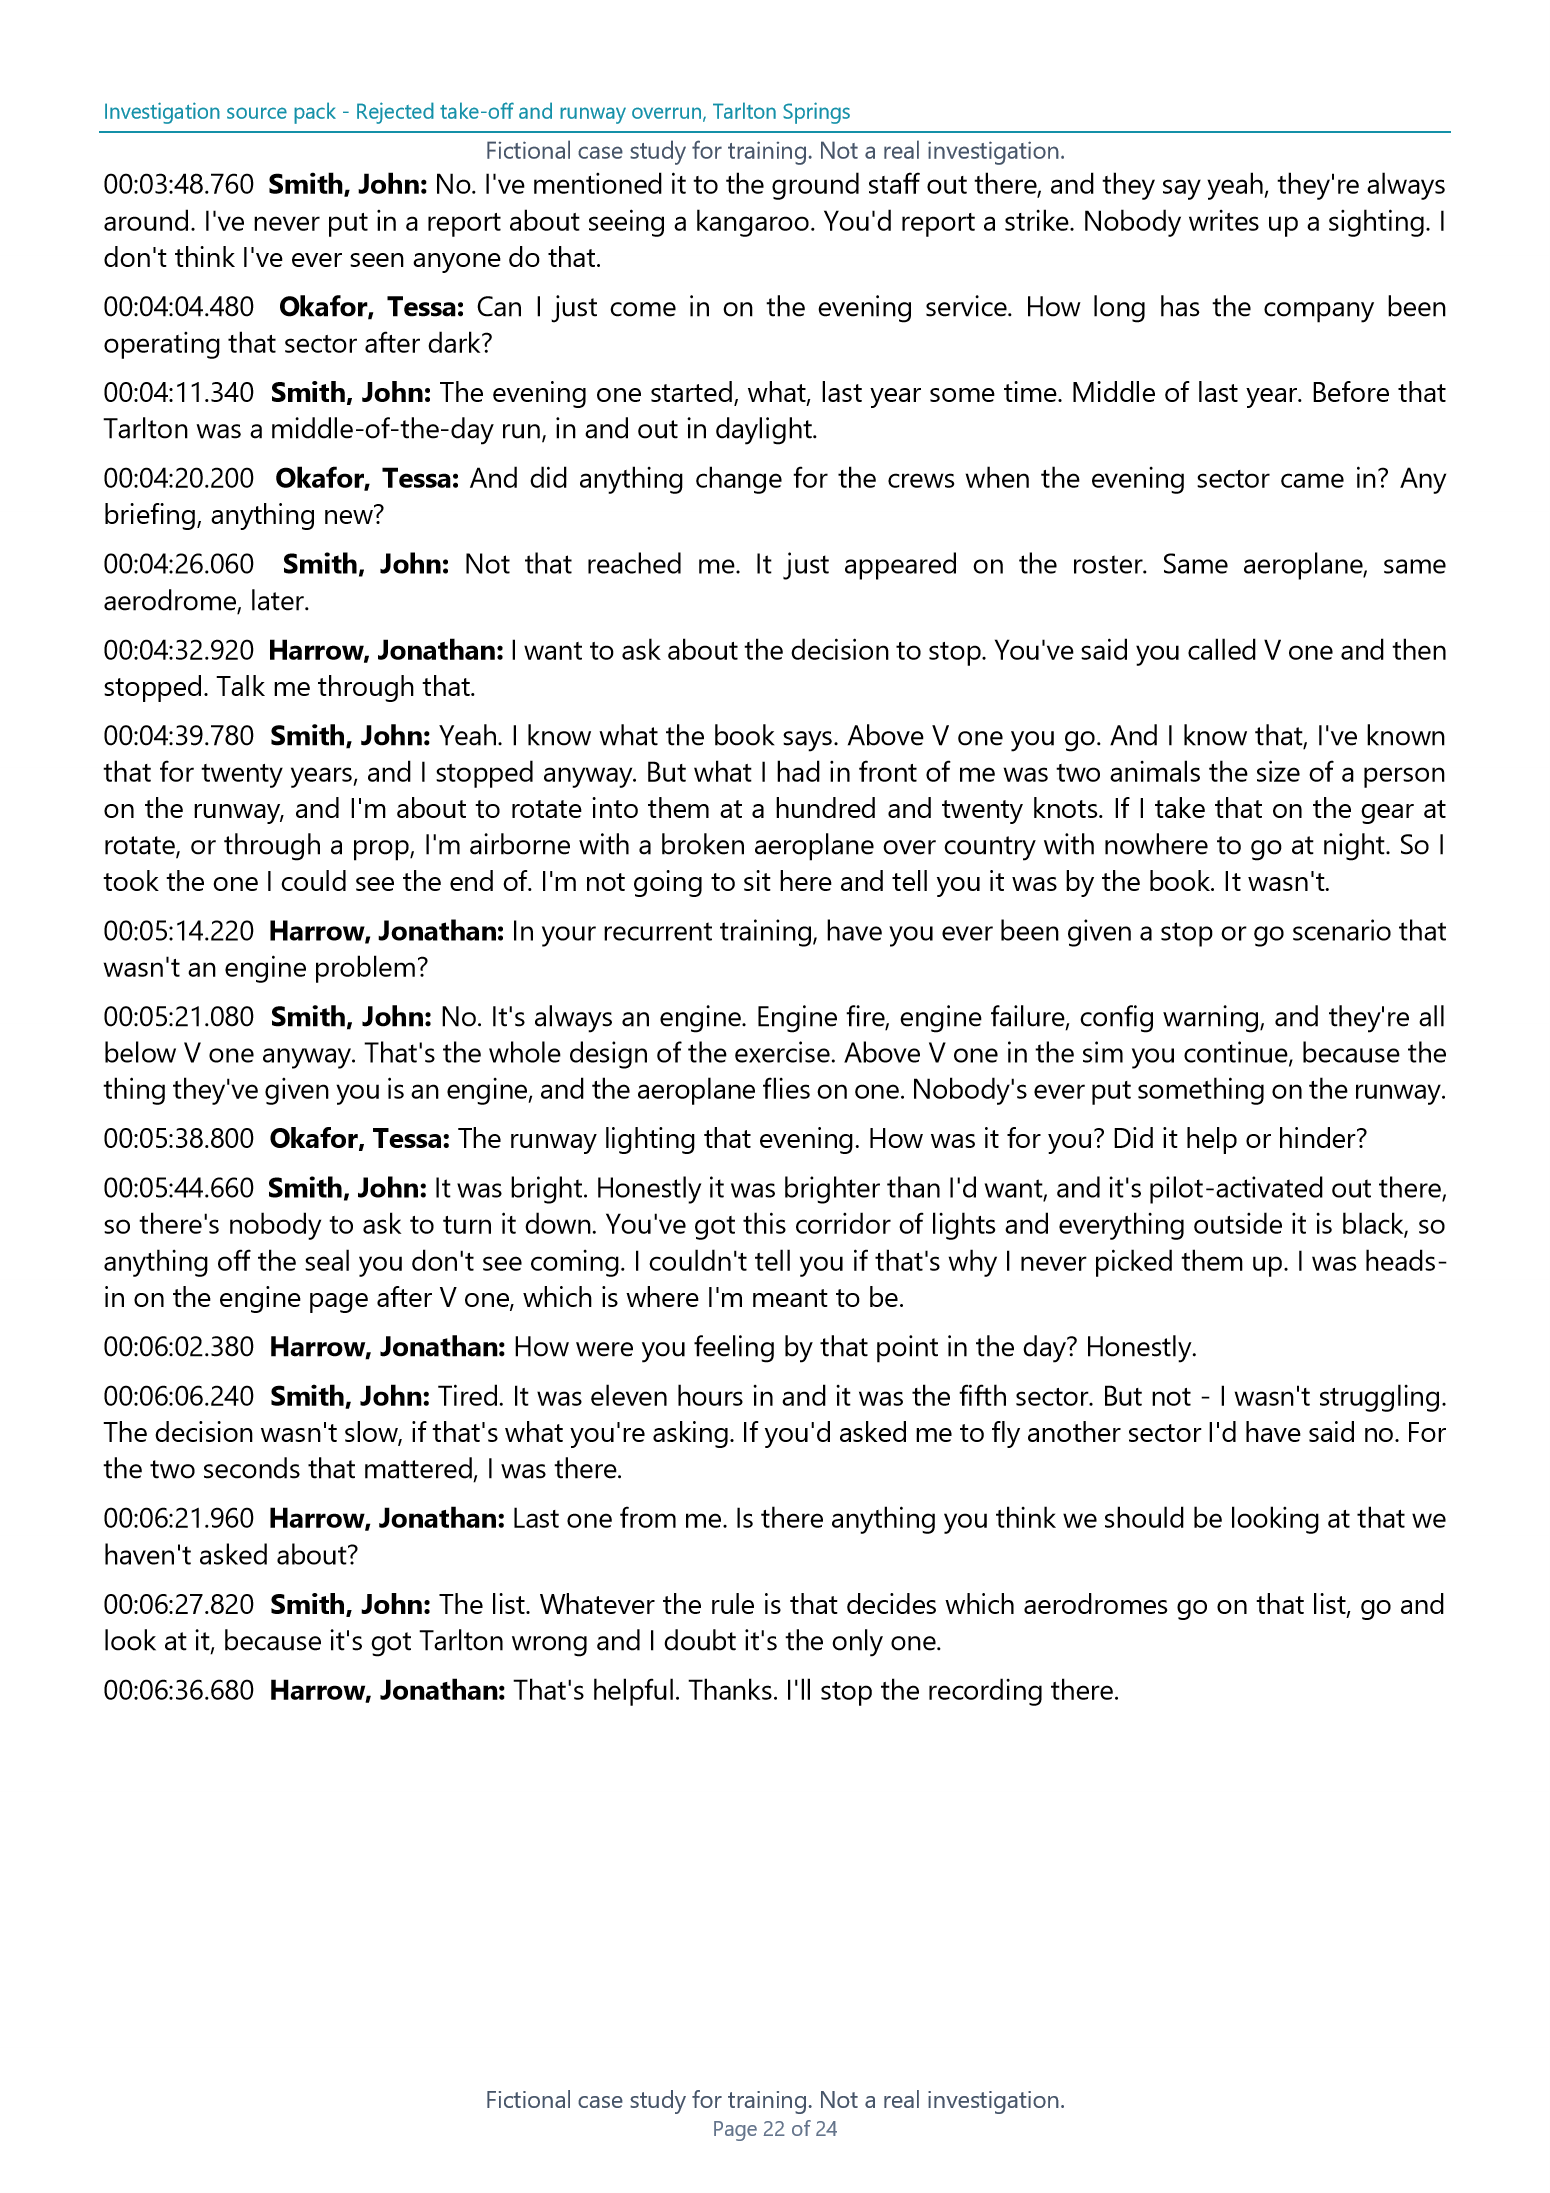 Investigation source pack - Rejected take-off and runway overrun, Tarlton Springs
Fictional case study for training. Not a real investigation.
00:03:48.760 Smith, John: No. I've mentioned it to the ground staff out there, and they say yeah, they're always
around. I've never put in a report about seeing a kangaroo. You'd report a strike. Nobody writes up a sighting. I
don't think I've ever seen anyone do that.
00:04:04.480 Okafor, Tessa: Can I just come in on the evening service. How long has the company been
operating that sector after dark?
00:04:11.340 Smith, John: The evening one started, what, last year some time. Middle of last year. Before that
Tarlton was a middle-of-the-day run, in and out in daylight.
00:04:20.200 Okafor, Tessa: And did anything change for the crews when the evening sector came in? Any
briefing, anything new?
00:04:26.060 Smith, John: Not that reached me. It just appeared on the roster. Same aeroplane, same
aerodrome, later.
00:04:32.920 Harrow, Jonathan: I want to ask about the decision to stop. You've said you called V one and then
stopped. Talk me through that.
00:04:39.780 Smith, John: Yeah. I know what the book says. Above V one you go. And I know that, I've known
that for twenty years, and I stopped anyway. But what I had in front of me was two animals the size of a person
on the runway, and I'm about to rotate into them at a hundred and twenty knots. If I take that on the gear at
rotate, or through a prop, I'm airborne with a broken aeroplane over country with nowhere to go at night. So I
took the one I could see the end of. I'm not going to sit here and tell you it was by the book. It wasn't.
00:05:14.220 Harrow, Jonathan: In your recurrent training, have you ever been given a stop or go scenario that
wasn't an engine problem?
00:05:21.080 Smith, John: No. It's always an engine. Engine fire, engine failure, config warning, and they're all
below V one anyway. That's the whole design of the exercise. Above V one in the sim you continue, because the
thing they've given you is an engine, and the aeroplane flies on one. Nobody's ever put something on the runway.
00:05:38.800 Okafor, Tessa: The runway lighting that evening. How was it for you? Did it help or hinder?
00:05:44.660 Smith, John: It was bright. Honestly it was brighter than I'd want, and it's pilot-activated out there,
so there's nobody to ask to turn it down. You've got this corridor of lights and everything outside it is black, so
anything off the seal you don't see coming. I couldn't tell you if that's why I never picked them up. I was heads-
in on the engine page after V one, which is where I'm meant to be.
00:06:02.380 Harrow, Jonathan: How were you feeling by that point in the day? Honestly.
00:06:06.240 Smith, John: Tired. It was eleven hours in and it was the fifth sector. But not - I wasn't struggling.
The decision wasn't slow, if that's what you're asking. If you'd asked me to fly another sector I'd have said no. For
the two seconds that mattered, I was there.
00:06:21.960 Harrow, Jonathan: Last one from me. Is there anything you think we should be looking at that we
haven't asked about?
00:06:27.820 Smith, John: The list. Whatever the rule is that decides which aerodromes go on that list, go and
look at it, because it's got Tarlton wrong and I doubt it's the only one.
00:06:36.680 Harrow, Jonathan: That's helpful. Thanks. I'll stop the recording there.
Fictional case study for training. Not a real investigation.
Page 22 of 24